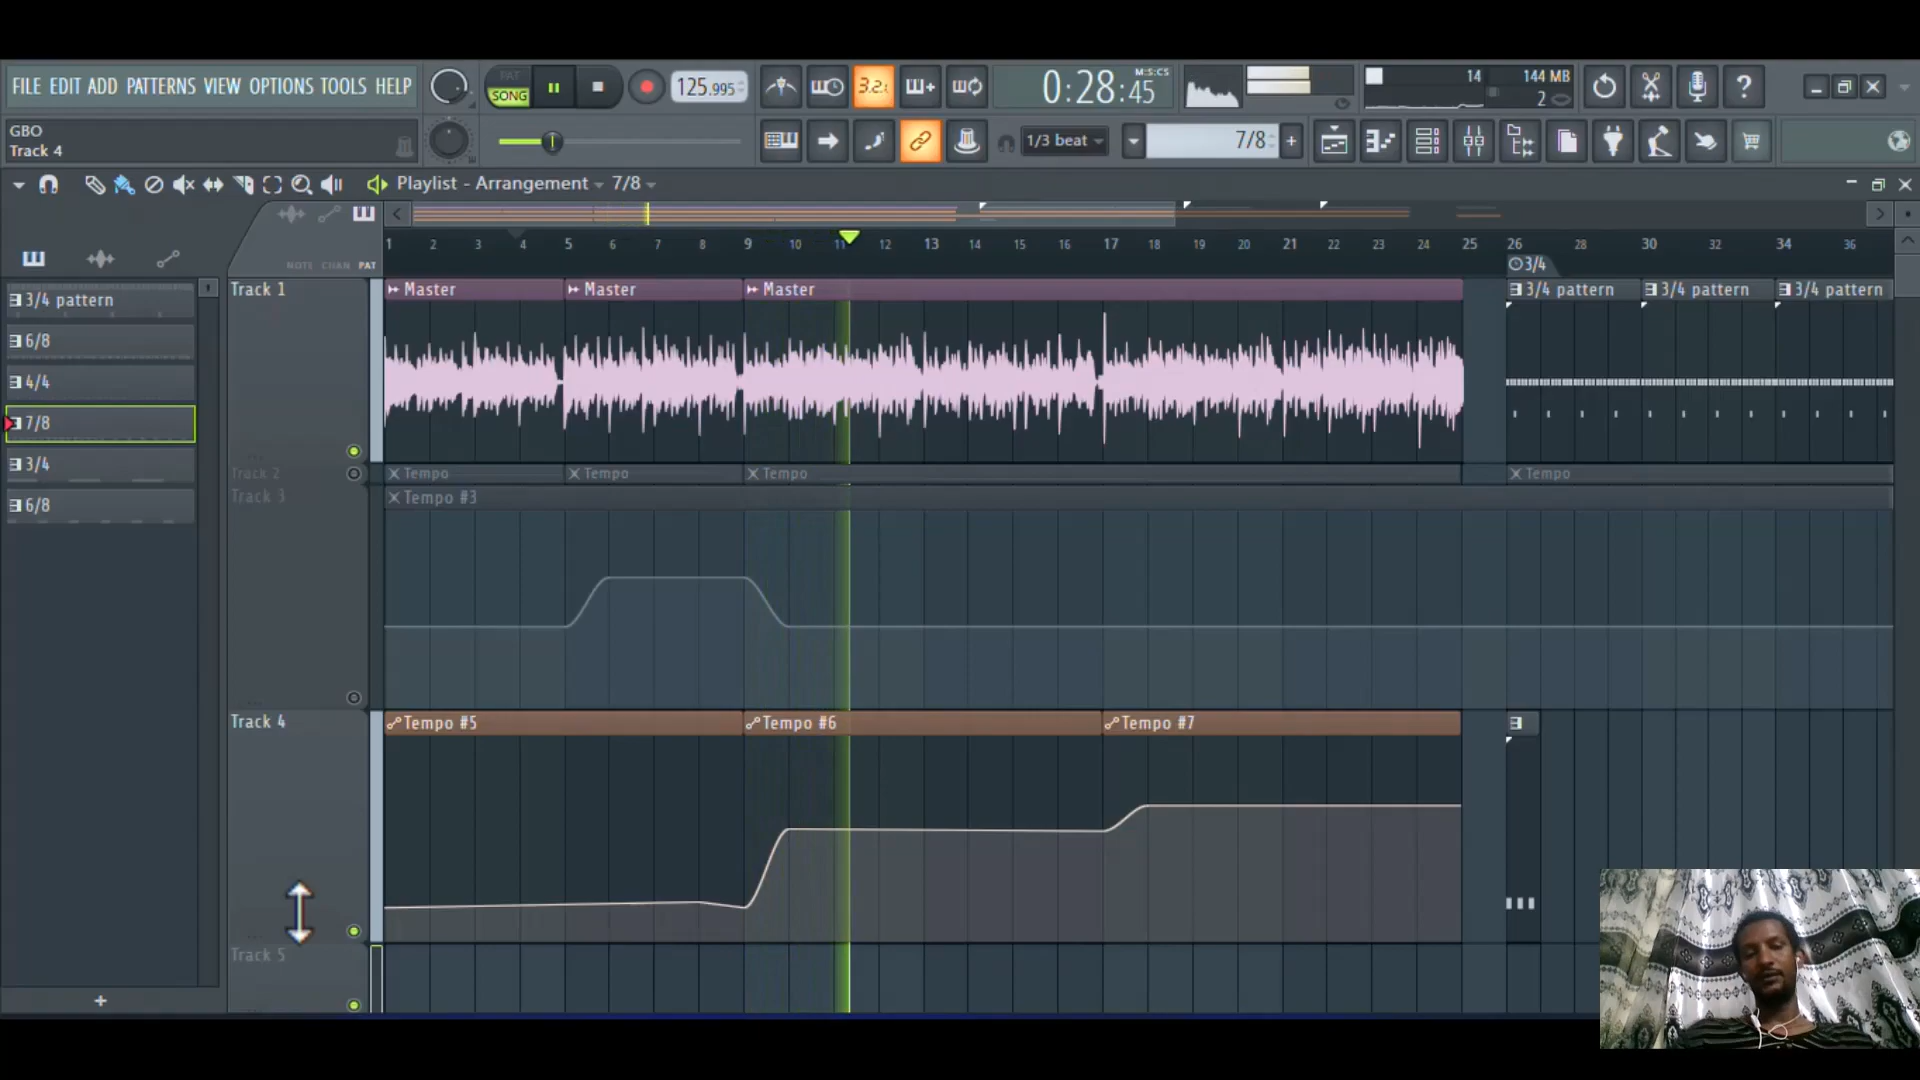 FILE EDIT ADD PATTERNS VIEW OPTIONS TOOLS HELP
PAT
SONG
125.995
3.2.
M:S:CS
0:28:45
14
144 MB
2
GBO
Track 4
1/3 beat
7/8
Playlist - Arrangement
7/8
1 2 3 4 5 6 7 8 9 10 11 12 13 14 15 16 17 18 19 20 21 22 23 24 25 26 28 30 32 34 36
NOTE CHAN PAT
3/4
3/4 pattern
6/8
4/4
7/8
3/4
6/8
Track 1
Master
Master
Master
3/4 pattern
3/4 pattern
3/4 pattern
Track 2
Tempo
Tempo
Tempo
Tempo
Track 3
Tempo #3
Track 4
Tempo #5
Tempo #6
Tempo #7
Track 5